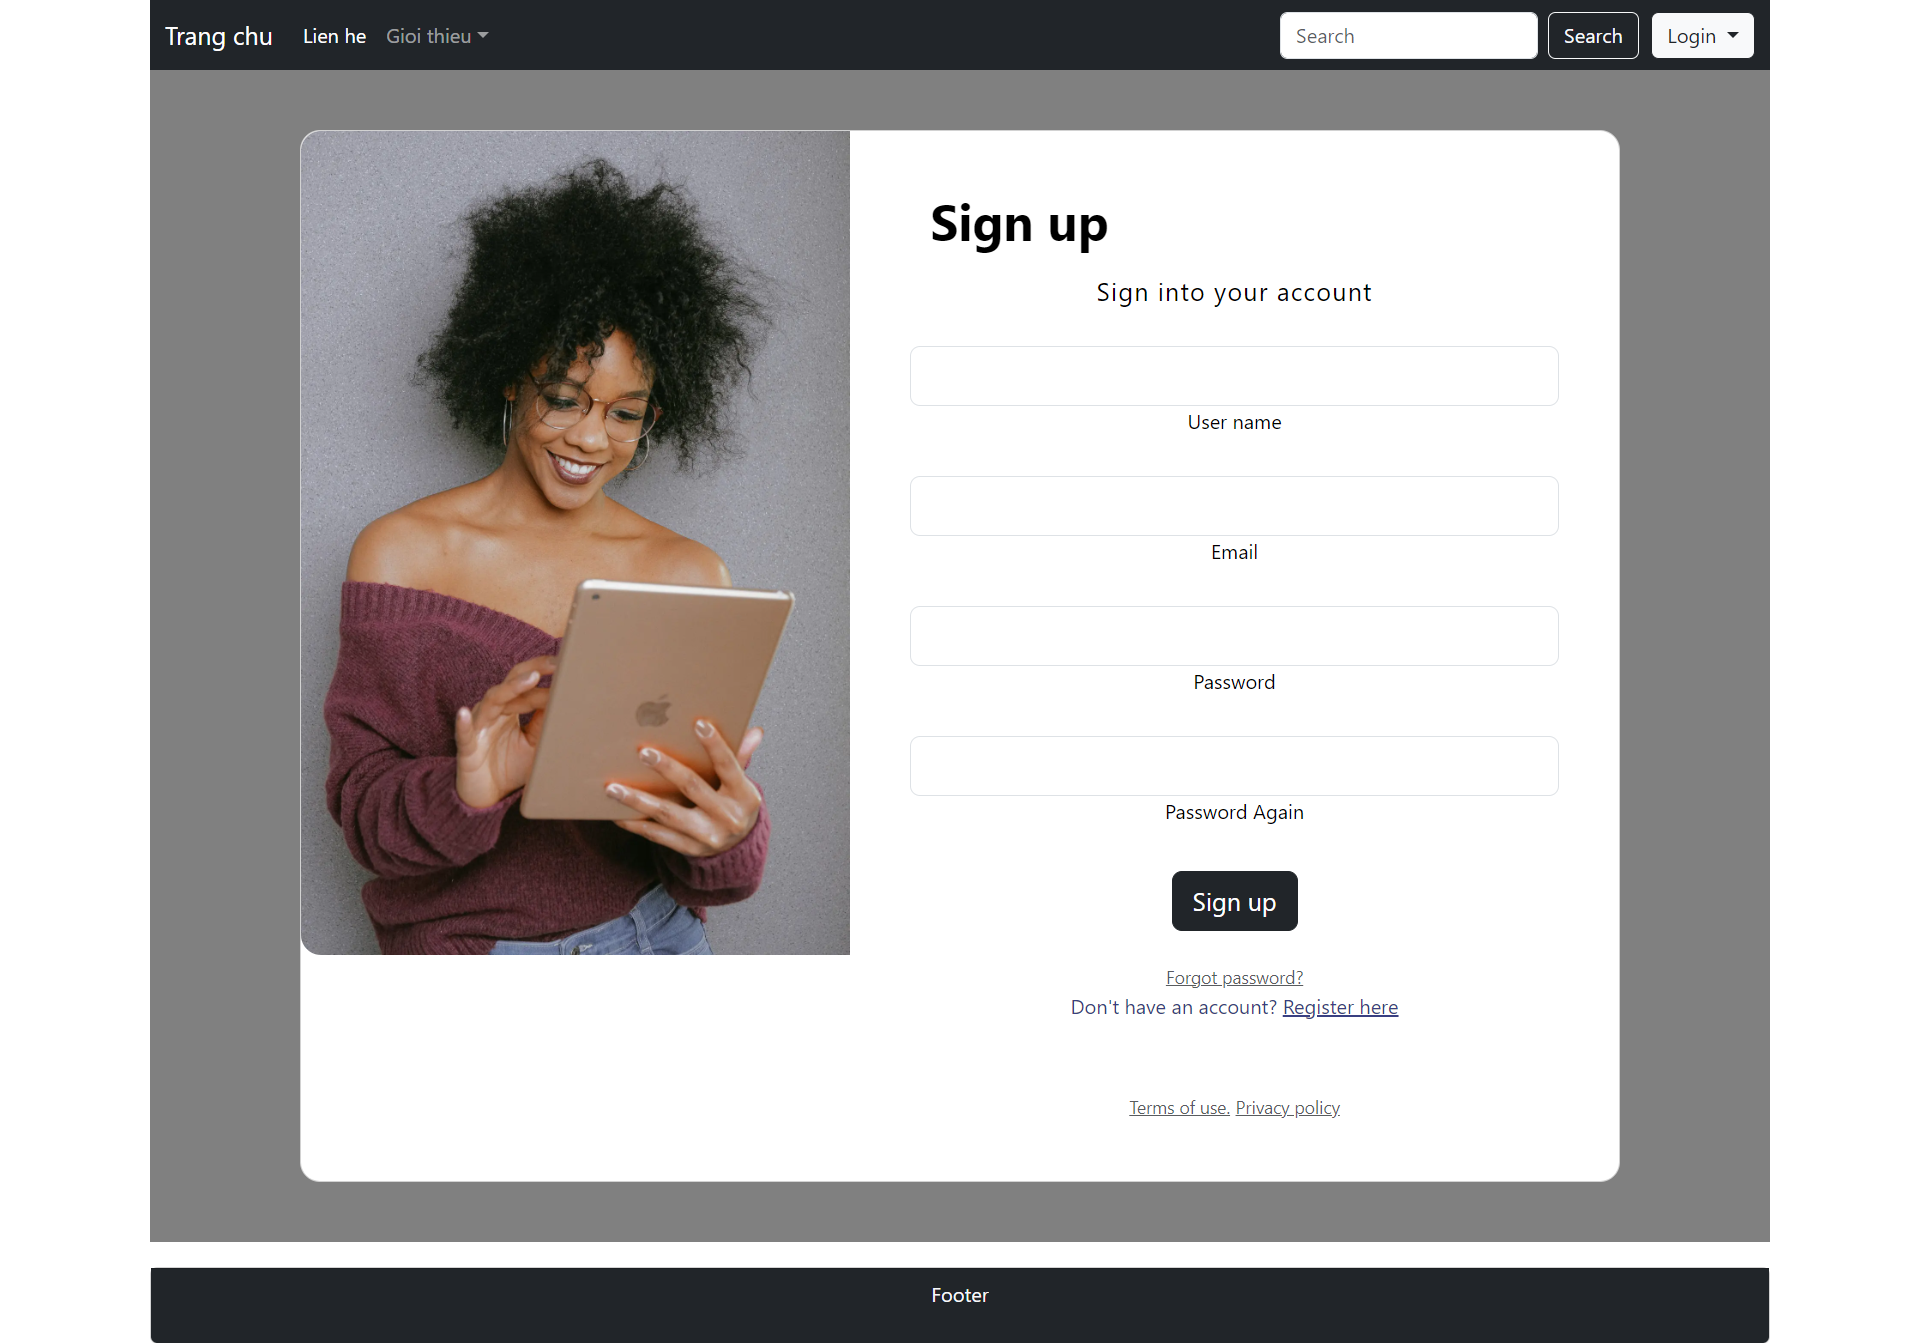 Trang chu Lien he Gioi thieu Search Search Login
Sign up
Sign into your account
User name
Email
Password
Password Again
Sign up
Forgot password?
Don't have an account? Register here
Terms of use. Privacy policy
Footer